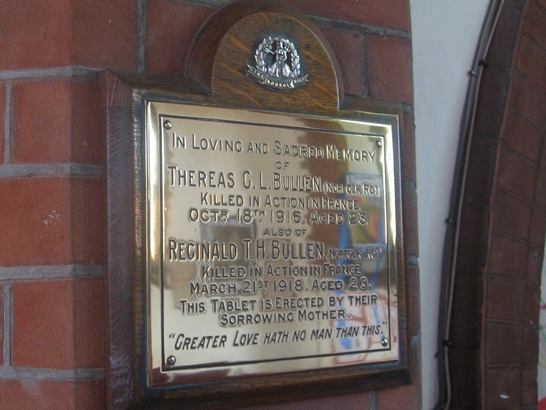 In Loving and Sacred Memory
of
Thereas G. L. Bullen (Norfolk Rgt)
Killed in Action in France.
Octr 18th 1916. Aged 23.
also of
Reginald T. H. Bullen. (Norfolk Rgt)
Killed in Action in France.
March 21st 1918. Aged 20.
This Tablet is Erected by their
Sorrowing Mother.
"Greater Love hath no man than this."